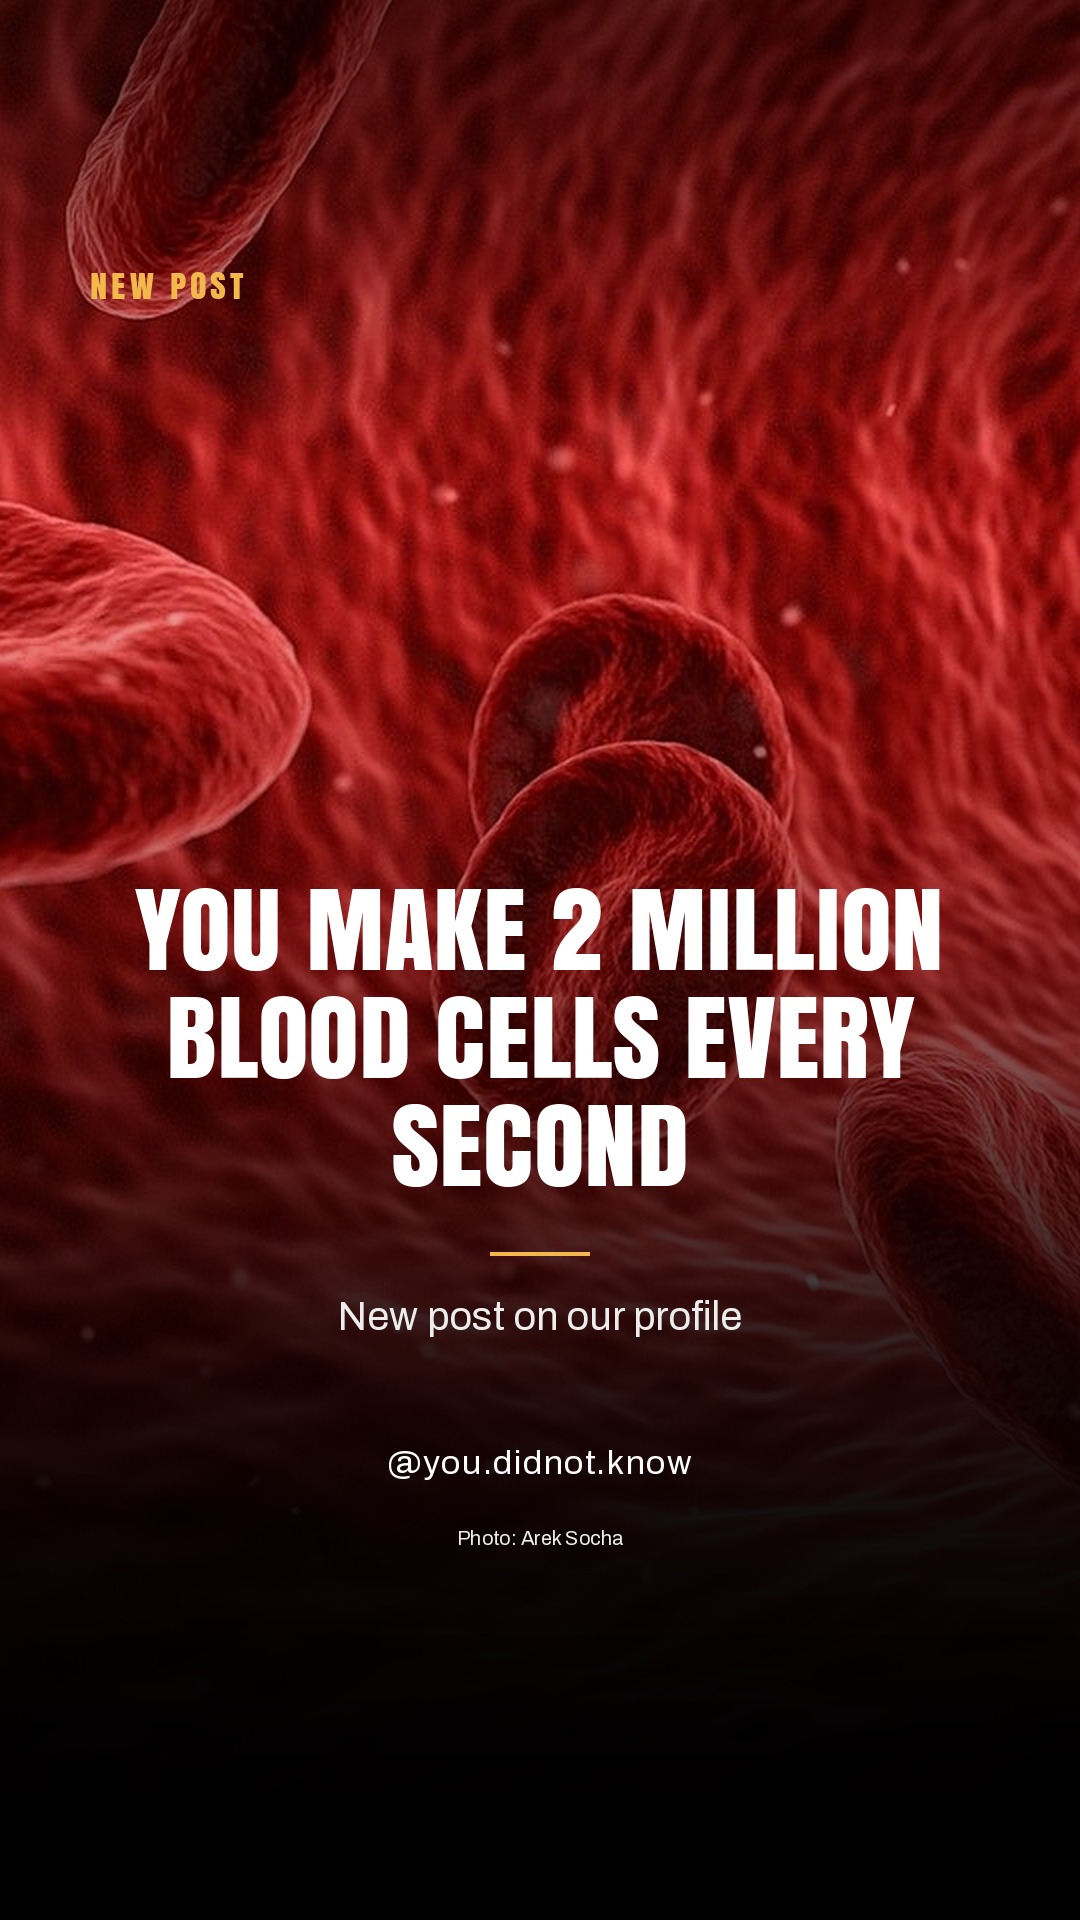 NEW POST
YOU MAKE 2 MILLION
BLOOD CELLS EVERY
SECOND
New post on our profile
@you.didnot.know
Photo: Arek Socha